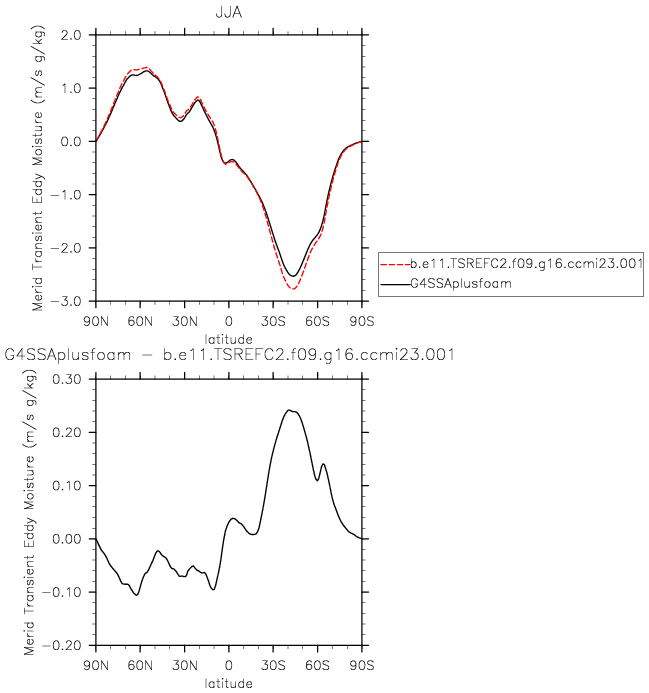 JJA
Merid Transient Eddy Moisture (m/s g/kg)
2.0
1.0
0.0
−1.0
−2.0
−3.0
90N 60N 30N 0 30S 60S 90S
latitude
b.e11.TSREFC2.f09.g16.ccmi23.001
G4SSAplusfoam
G4SSAplusfoam − b.e11.TSREFC2.f09.g16.ccmi23.001
Merid Transient Eddy Moisture (m/s g/kg)
0.30
0.20
0.10
0.00
−0.10
−0.20
90N 60N 30N 0 30S 60S 90S
latitude